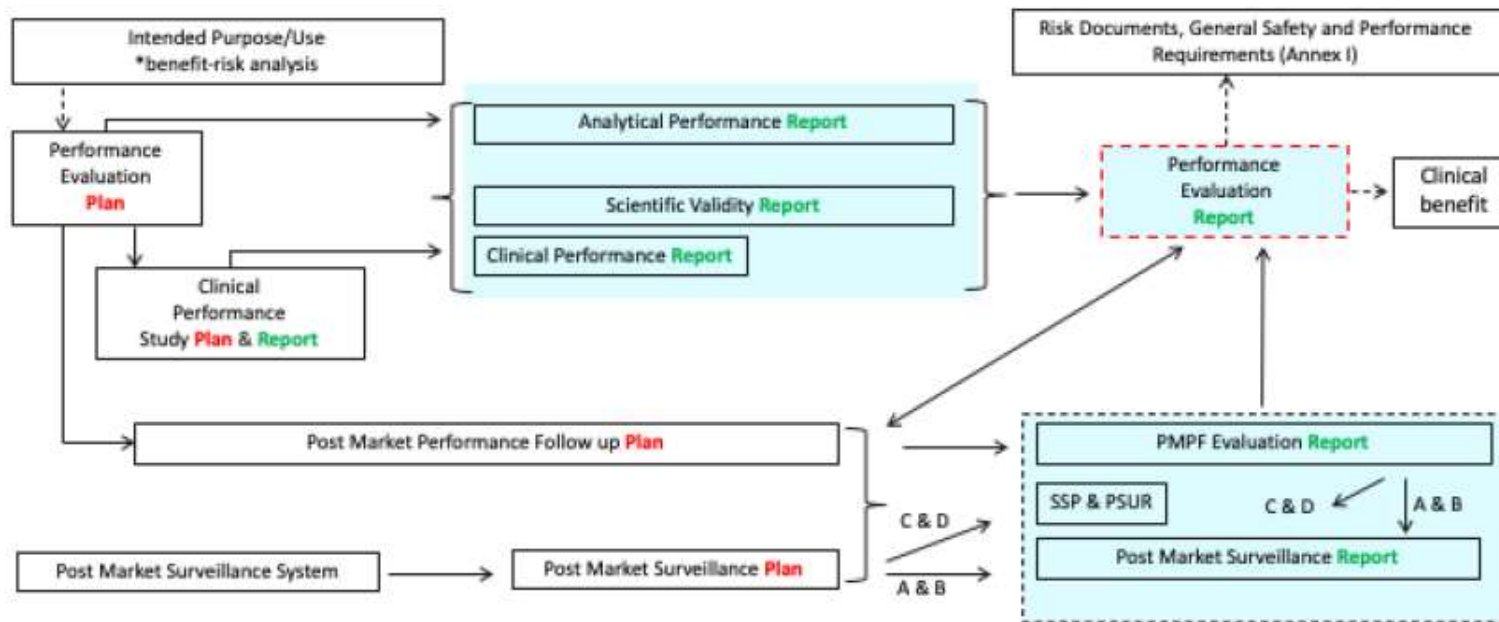 Intended Purpose/Use
*benefit-risk analysis
Risk Documents, General Safety and Performance
Requirements (Annex I)
Performance
Evaluation
Plan
Analytical Performance Report
Scientific Validity Report
Clinical Performance Report
Performance
Evaluation
Report
Clinical
benefit
Clinical
Performance
Study Plan & Report
Post Market Performance Follow up Plan
PMPF Evaluation Report
SSP & PSUR
C & D
A & B
C & D
Post Market Surveillance System
Post Market Surveillance Plan
A & B
Post Market Surveillance Report